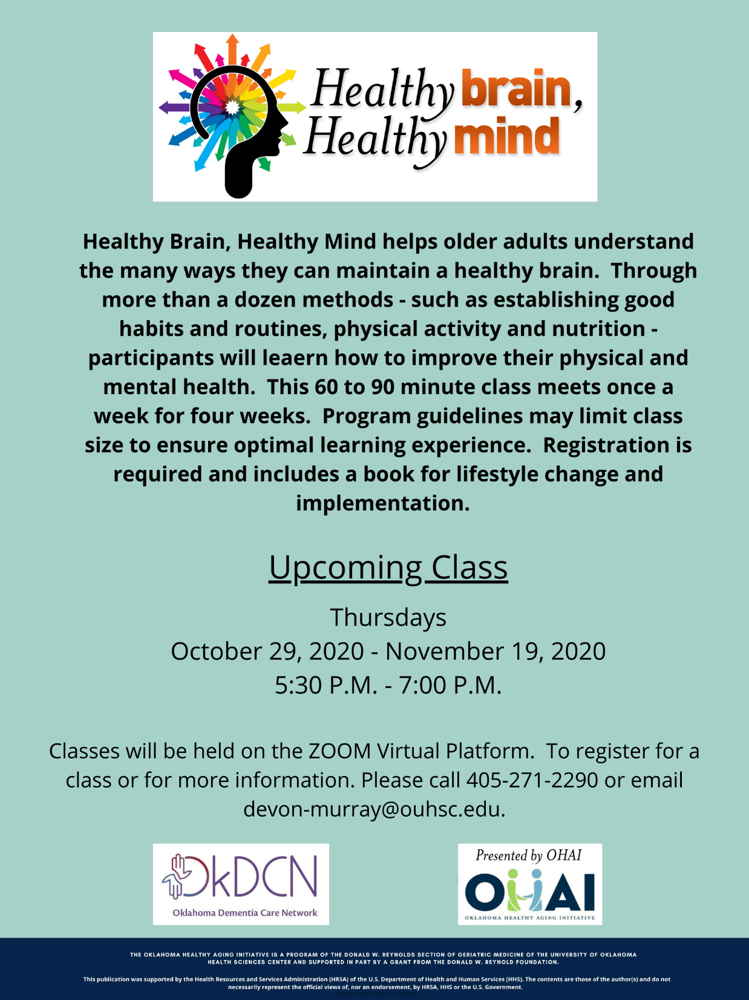 Healthy brain,
Healthy mind
Healthy Brain, Healthy Mind helps older adults understand
the many ways they can maintain a healthy brain.  Through
more than a dozen methods - such as establishing good
habits and routines, physical activity and nutrition -
participants will leaern how to improve their physical and
mental health.  This 60 to 90 minute class meets once a
week for four weeks.  Program guidelines may limit class
size to ensure optimal learning experience.  Registration is
required and includes a book for lifestyle change and
implementation.
Upcoming Class
Thursdays
October 29, 2020 - November 19, 2020
5:30 P.M. - 7:00 P.M.
Classes will be held on the ZOOM Virtual Platform.  To register for a
class or for more information. Please call 405-271-2290 or email
devon-murray@ouhsc.edu.
OkDCN
Oklahoma Dementia Care Network
Presented by OHAI
OHAI
OKLAHOMA HEALTHY AGING INITIATIVE
THE OKLAHOMA HEALTHY AGING INITIATIVE IS A PROGRAM OF THE DONALD W. REYNOLDS SECTION OF GERIATRIC MEDICINE OF THE UNIVERSITY OF OKLAHOMA
HEALTH SCIENCES CENTER AND SUPPORTED IN PART BY A GRANT FROM THE DONALD W. REYNOLD FOUNDATION.
This publication was supported by the Health Resources and Services Administration (HRSA) of the U.S. Department of Health and Human Services (HHS). The contents are those of the author(s) and do not
necessarily represent the official views of, nor an endorsement, by HRSA, HHS or the U.S. Government.